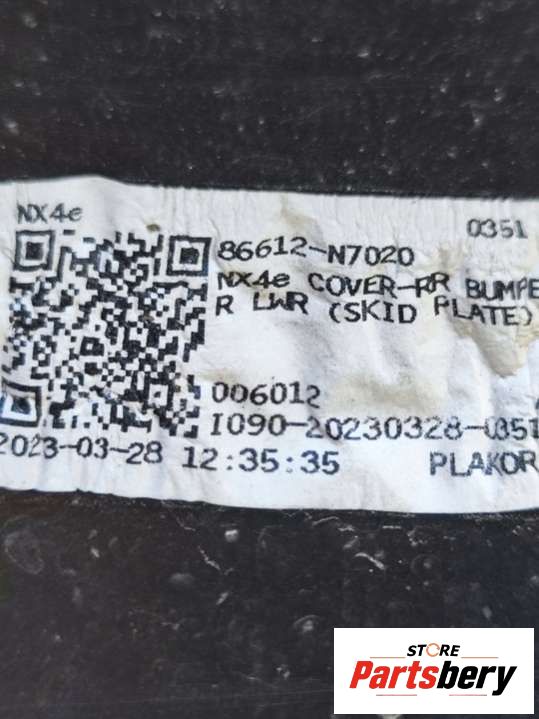 NX4e
0351
86612-N7020
NX4e COVER-RR BUMPE
R LWR (SKID PLATE)
006012
I090-20230328-0351
2023-03-28 12:35:35 PLAKOR
STORE
Partsbery